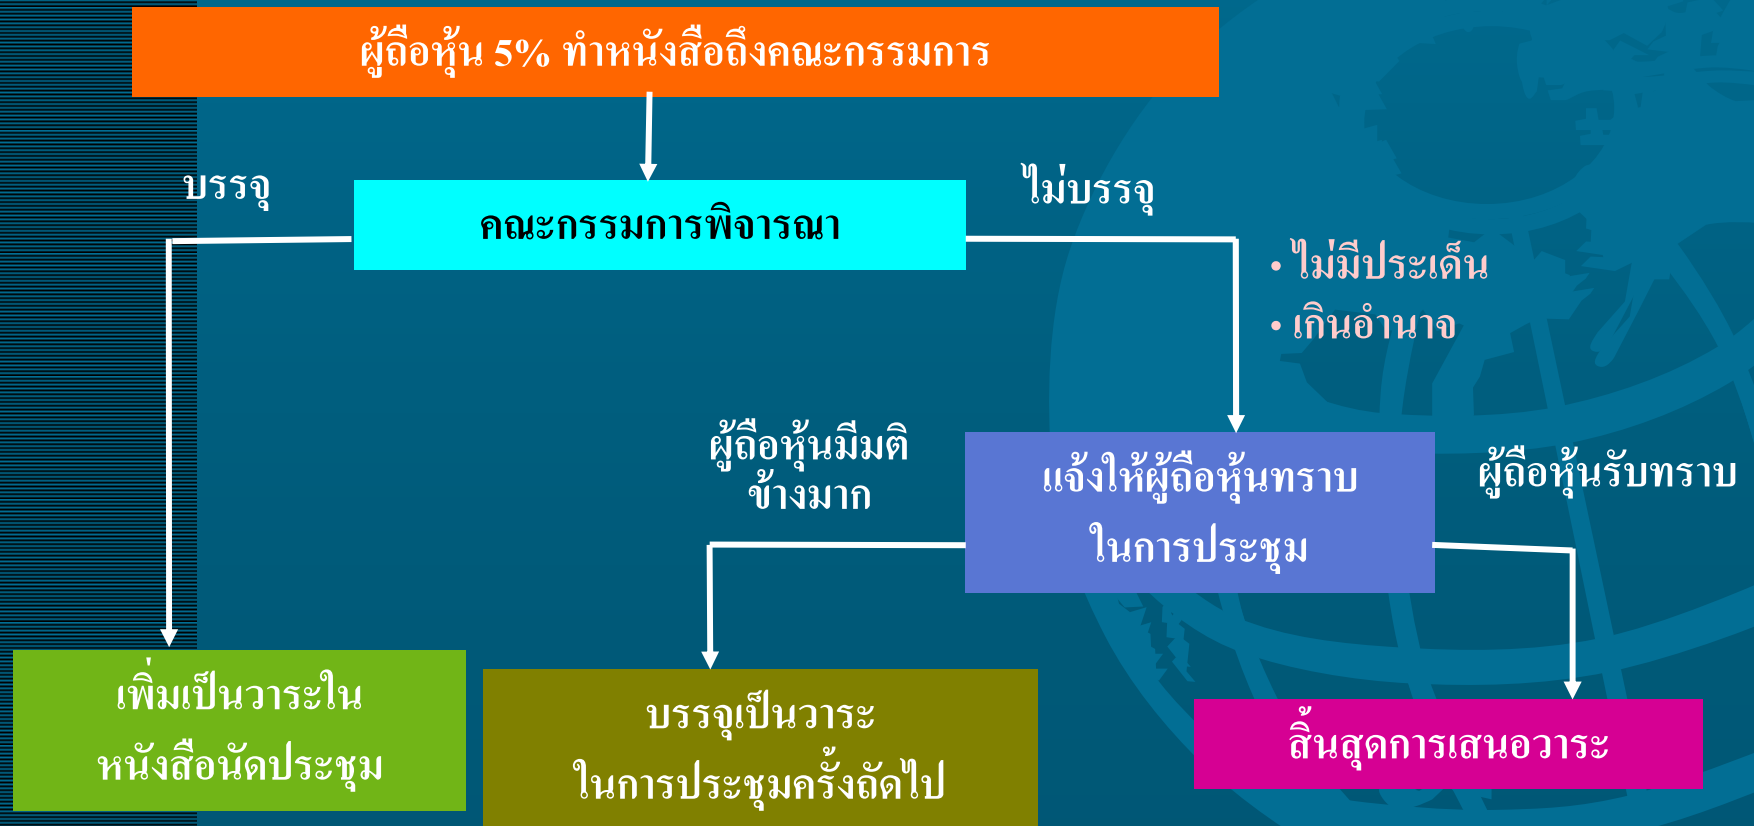 ผู้ถือหุ้น 5% ทำหนังสือถึงคณะกรรมการ
บรรจุ
คณะกรรมการพิจารณา
ไม่บรรจุ
• ไม่มีประเด็น
• เกินอำนาจ
ผู้ถือหุ้นมีมติ
ข้างมาก
แจ้งให้ผู้ถือหุ้นทราบ
ในการประชุม
ผู้ถือหุ้นรับทราบ
เพิ่มเป็นวาระใน
หนังสือนัดประชุม
บรรจุเป็นวาระ
ในการประชุมครั้งถัดไป
สิ้นสุดการเสนอวาระ